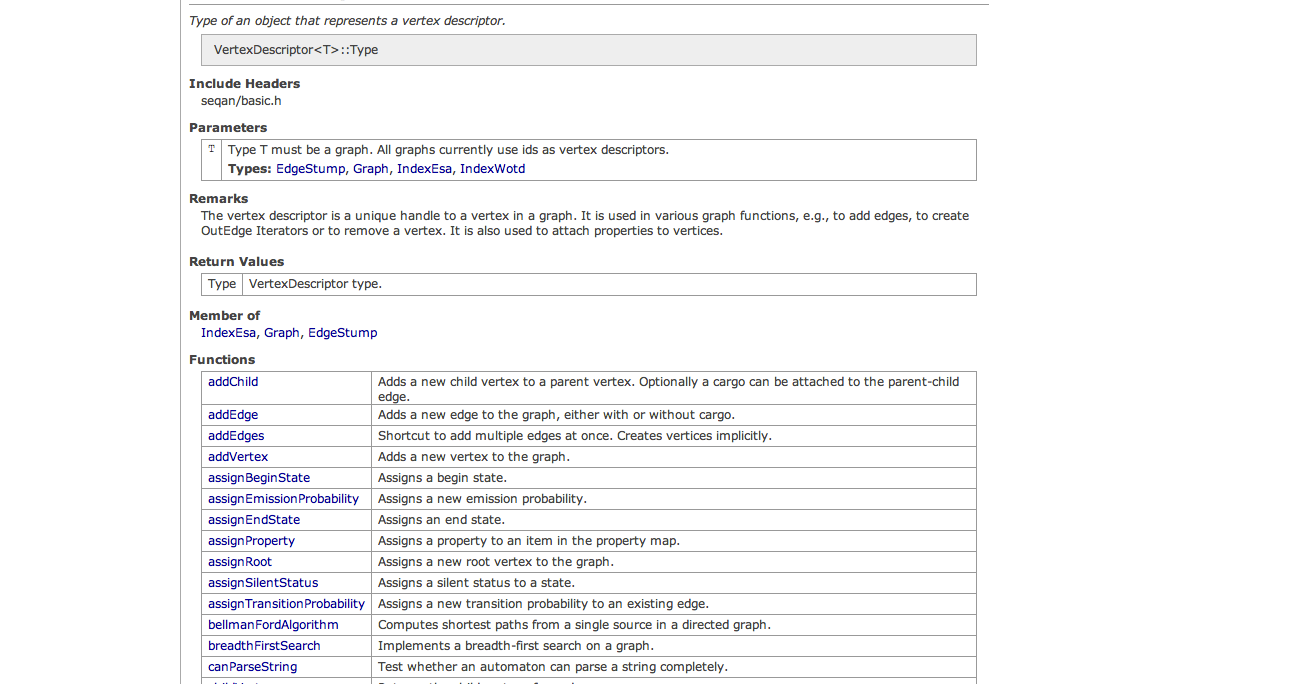 Type of an object that represents a vertex descriptor.
VertexDescriptor<T>::Type
Include Headers
seqan/basic.h
Parameters
T Type T must be a graph. All graphs currently use ids as vertex descriptors.
Types: EdgeStump, Graph, IndexEsa, IndexWotd
Remarks
The vertex descriptor is a unique handle to a vertex in a graph. It is used in various graph functions, e.g., to add edges, to create
OutEdge Iterators or to remove a vertex. It is also used to attach properties to vertices.
Return Values
Type VertexDescriptor type.
Member of
IndexEsa, Graph, EdgeStump
Functions
addChild Adds a new child vertex to a parent vertex. Optionally a cargo can be attached to the parent-child
edge.
addEdge Adds a new edge to the graph, either with or without cargo.
addEdges Shortcut to add multiple edges at once. Creates vertices implicitly.
addVertex Adds a new vertex to the graph.
assignBeginState Assigns a begin state.
assignEmissionProbability Assigns a new emission probability.
assignEndState Assigns an end state.
assignProperty Assigns a property to an item in the property map.
assignRoot Assigns a new root vertex to the graph.
assignSilentStatus Assigns a silent status to a state.
assignTransitionProbability Assigns a new transition probability to an existing edge.
bellmanFordAlgorithm Computes shortest paths from a single source in a directed graph.
breadthFirstSearch Implements a breadth-first search on a graph.
canParseString Test whether an automaton can parse a string completely.